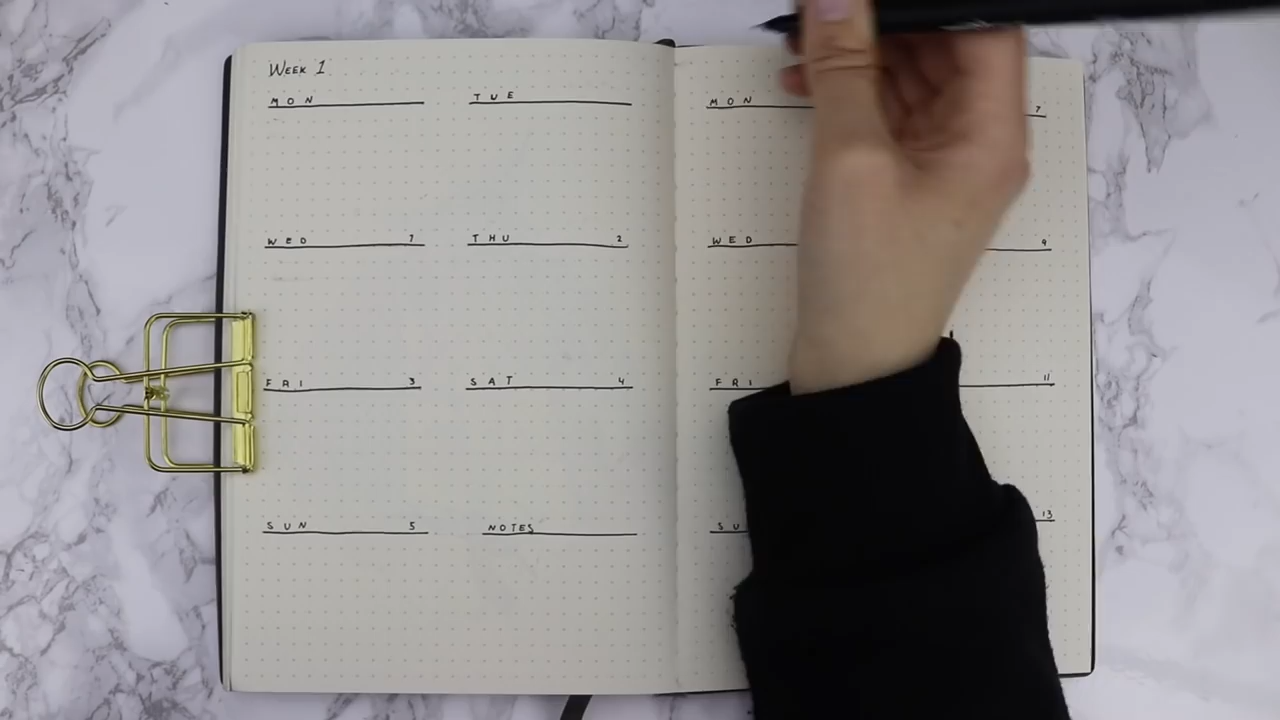 Week 1
MON TUE
WED 1 THU 2
FRI 3 SAT 4
SUN 5 NOTES
MON 7
WED 9
FRI 11
SU 13